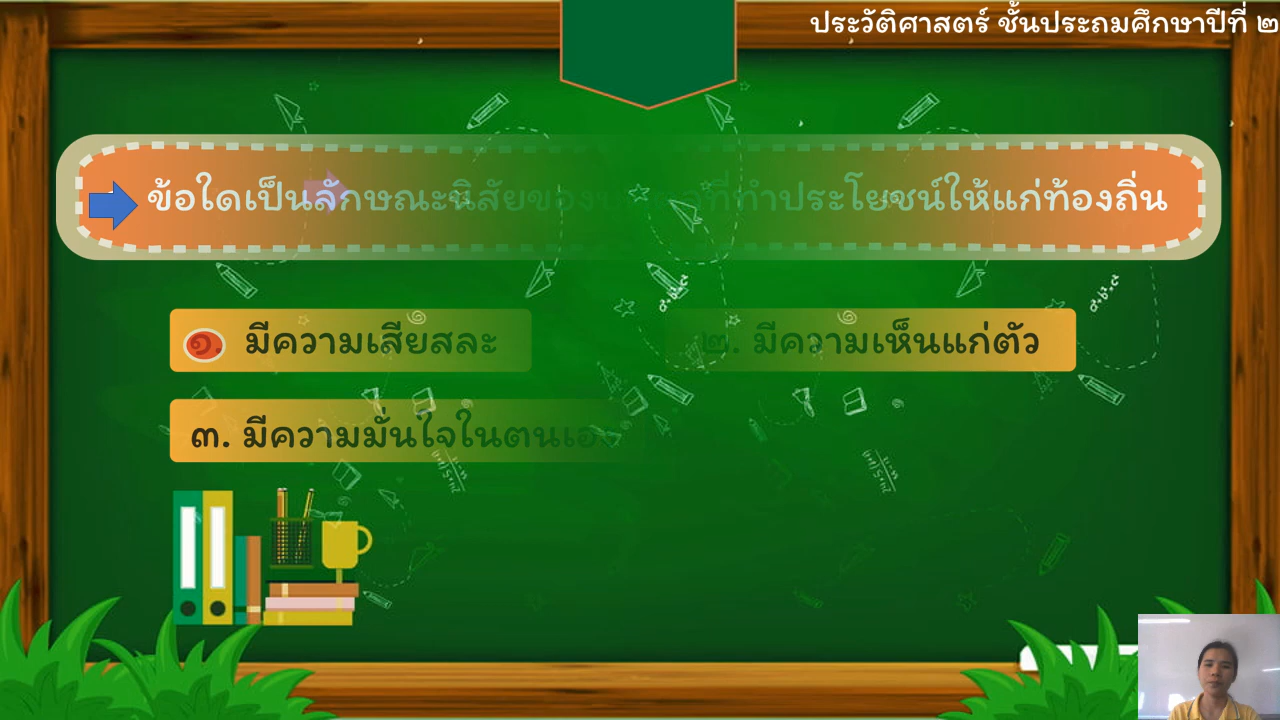 ประวัติศาสตร์ ชั้นประถมศึกษาปีที่ ๒
ข้อใดเป็นลักษณะนิสัยของ ที่ทำประโยชน์ให้แก่ท้องถิ่น
๑. มีความเสียสละ
๒. มีความเห็นแก่ตัว
๓. มีความมั่นใจในตนเอง